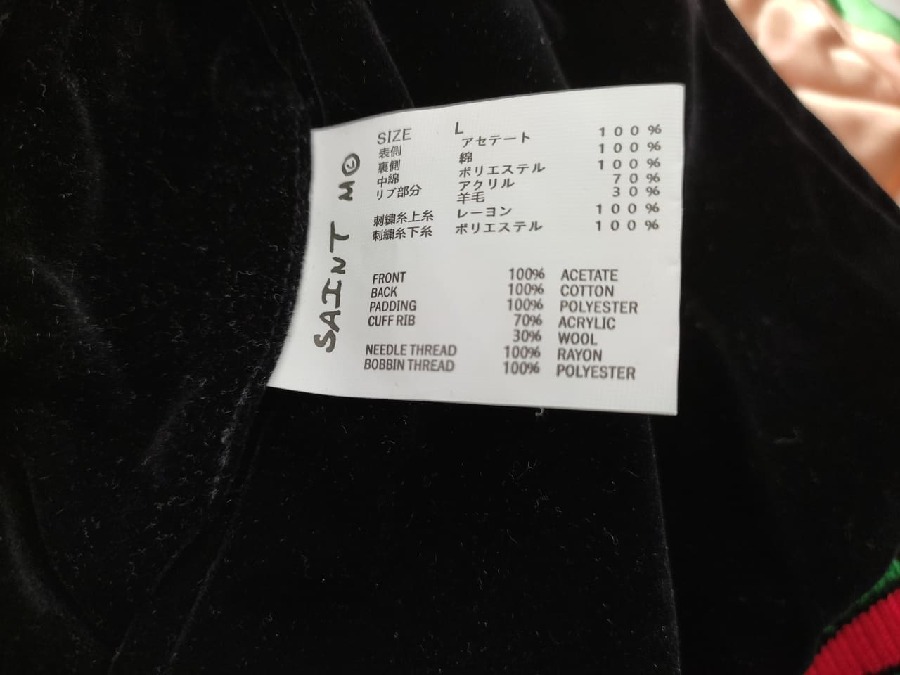 SAINT M
SIZE L
表側 アセテート 100%
裏側 綿 100%
中綿 ポリエステル 100%
リブ部分 アクリル 70%
羊毛 30%
刺繍糸上糸 レーヨン 100%
刺繍糸下糸 ポリエステル 100%
FRONT 100% ACETATE
BACK 100% COTTON
PADDING 100% POLYESTER
CUFF RIB 70% ACRYLIC
30% WOOL
NEEDLE THREAD 100% RAYON
BOBBIN THREAD 100% POLYESTER